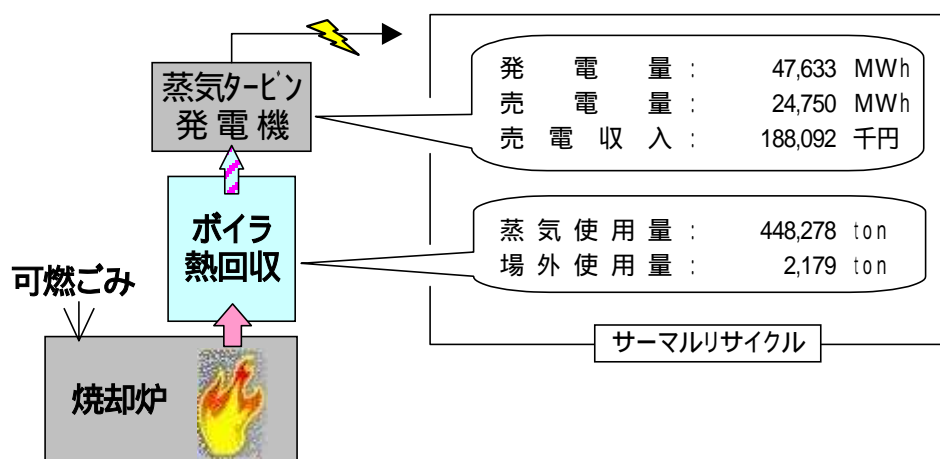 蒸気タービン
発電機
発電量： 47,633 MWh
売電量： 24,750 MWh
売電収入： 188,092 千円
ボイラ
熱回収
蒸気使用量： 448,278 ton
場外使用量： 2,179 ton
可燃ごみ
サーマルリサイクル
焼却炉